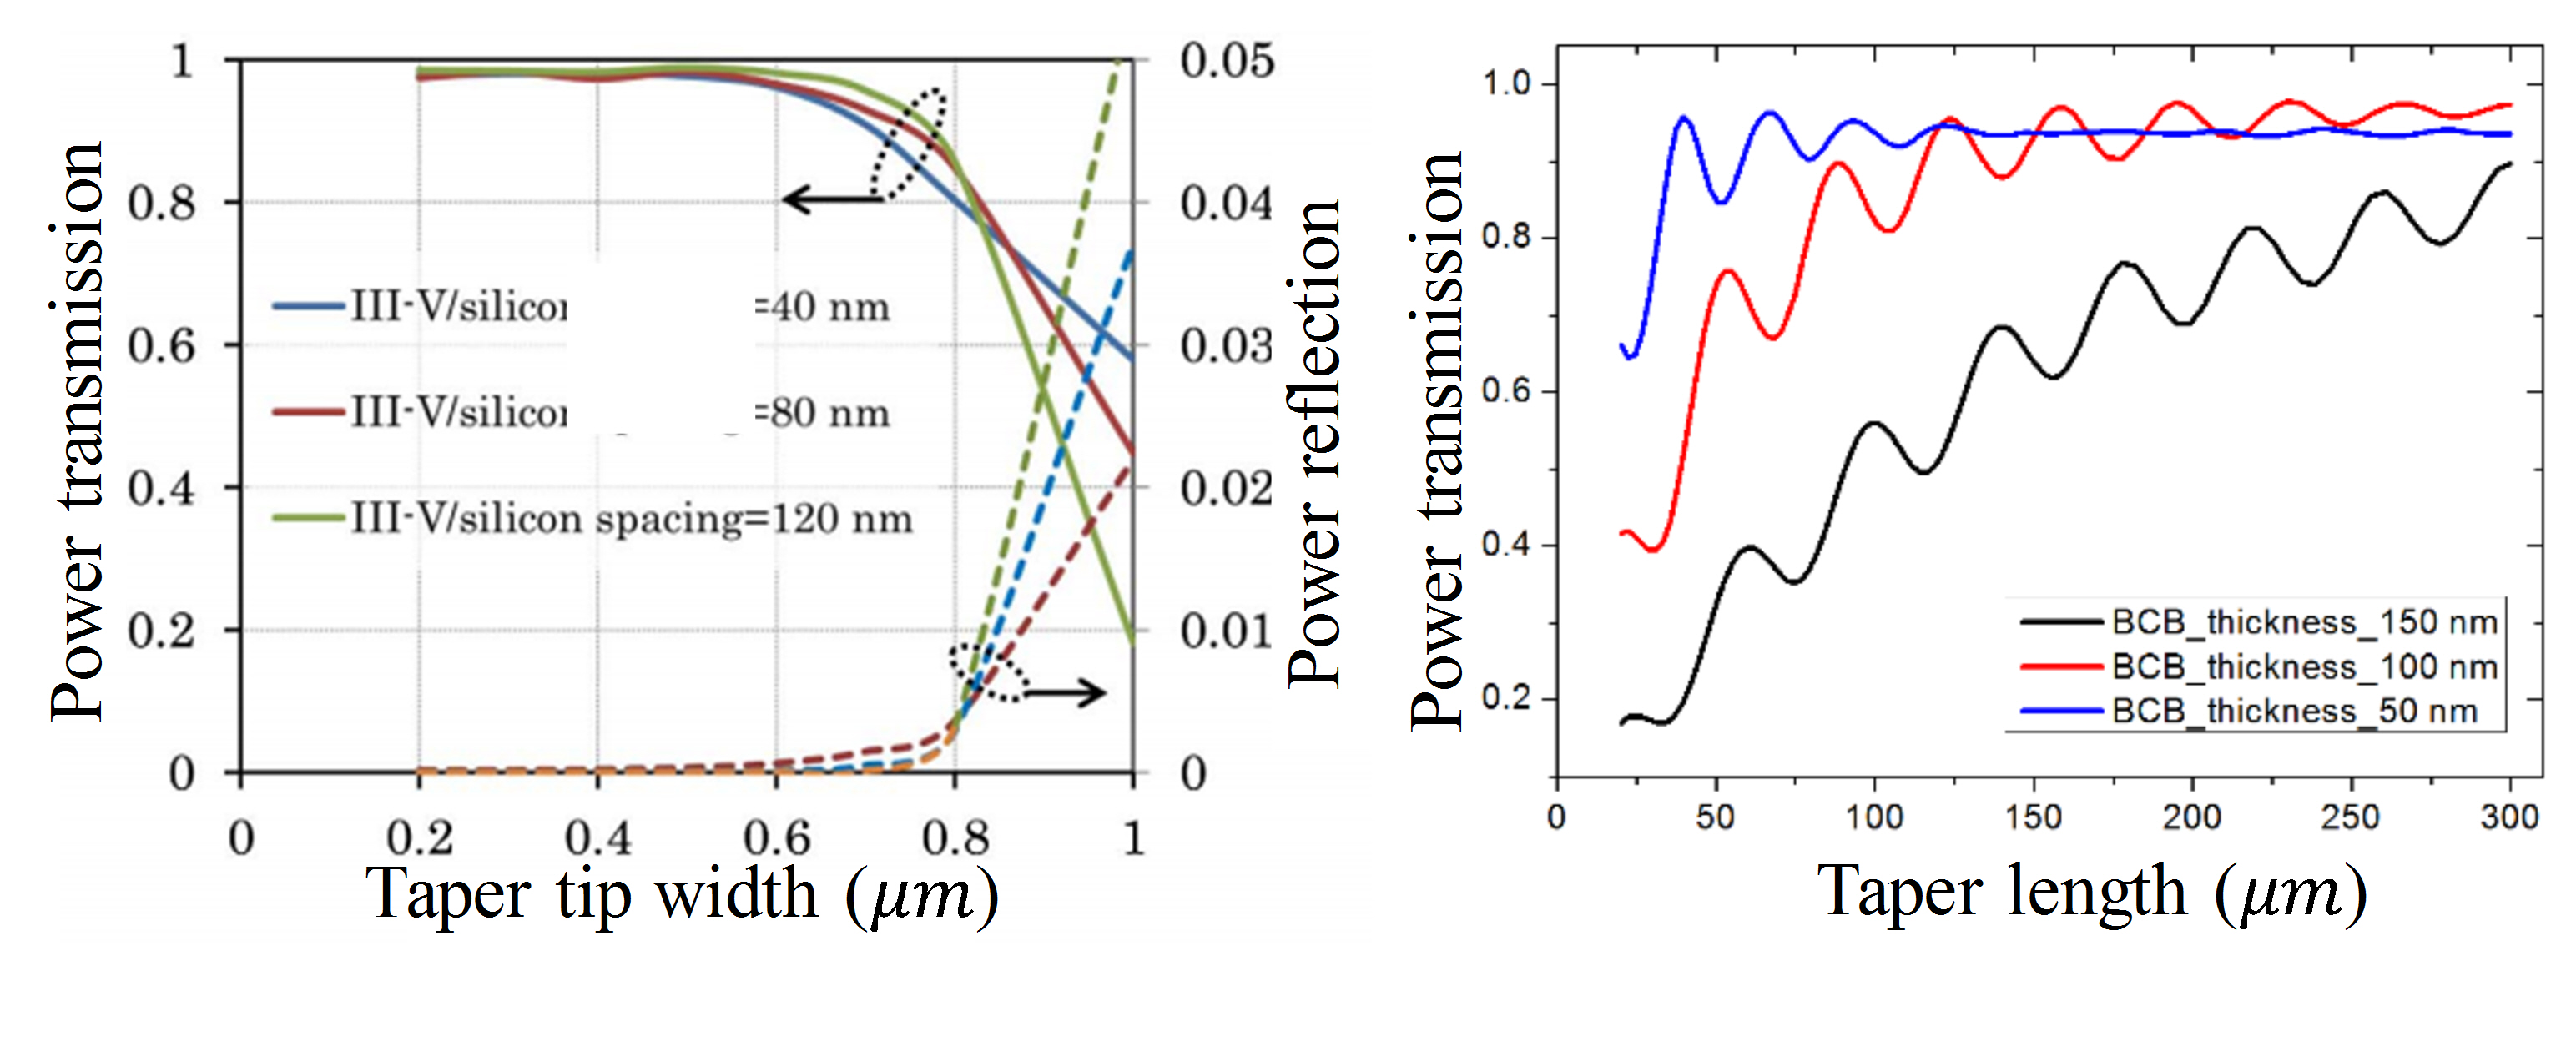 Power transmission
1
0.8
0.6
0.4
0.2
0
0 0.2 0.4 0.6 0.8 1
III-V/silicon =40 nm
III-V/silicon =80 nm
III-V/silicon spacing=120 nm
0.05
0.04
0.03
0.02
0.01
0
Power reflection
Taper tip width (μm)
Power transmission
1.0
0.8
0.6
0.4
0.2
BCB_thickness_150 nm
BCB_thickness_100 nm
BCB_thickness_50 nm
0 50 100 150 200 250 300
Taper length (μm)